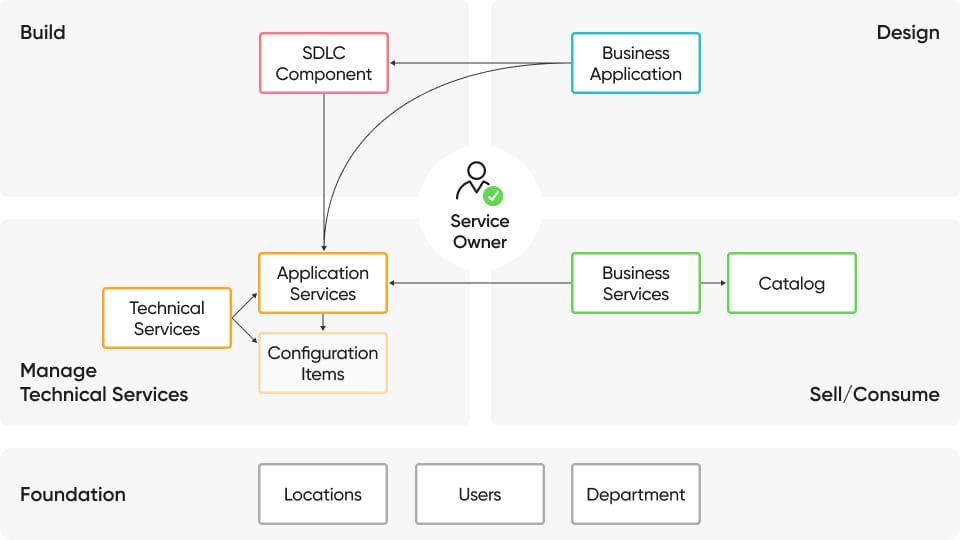 Build
SDLC
Component
Business
Application
Design
Service
Owner
Application
Services
Technical
Services
Configuration
Items
Manage
Technical Services
Business
Services
Catalog
Sell/Consume
Foundation
Locations
Users
Department